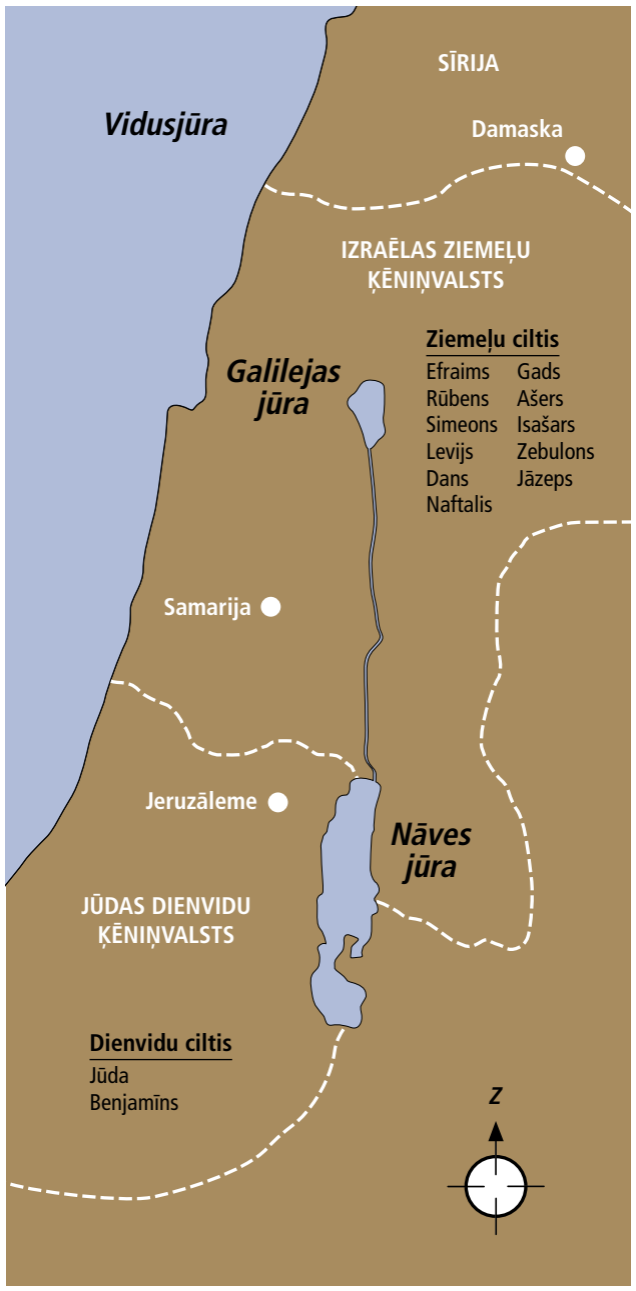 SĪRIJA
Vidusjūra
Damaska
IZRAĒLAS ZIEMEĻU
ĶĒNIŅVALSTS
Ziemeļu ciltis
Efraims Gads
Rūbens Ašers
Simeons Isašars
Levijs Zebulons
Dans Jāzeps
Naftalis
Galilejas
jūra
Samarija
Jeruzāleme
Nāves
jūra
JŪDAS DIENVIDU
ĶĒNIŅVALSTS
Dienvidu ciltis
Jūda
Benjamīns
Z